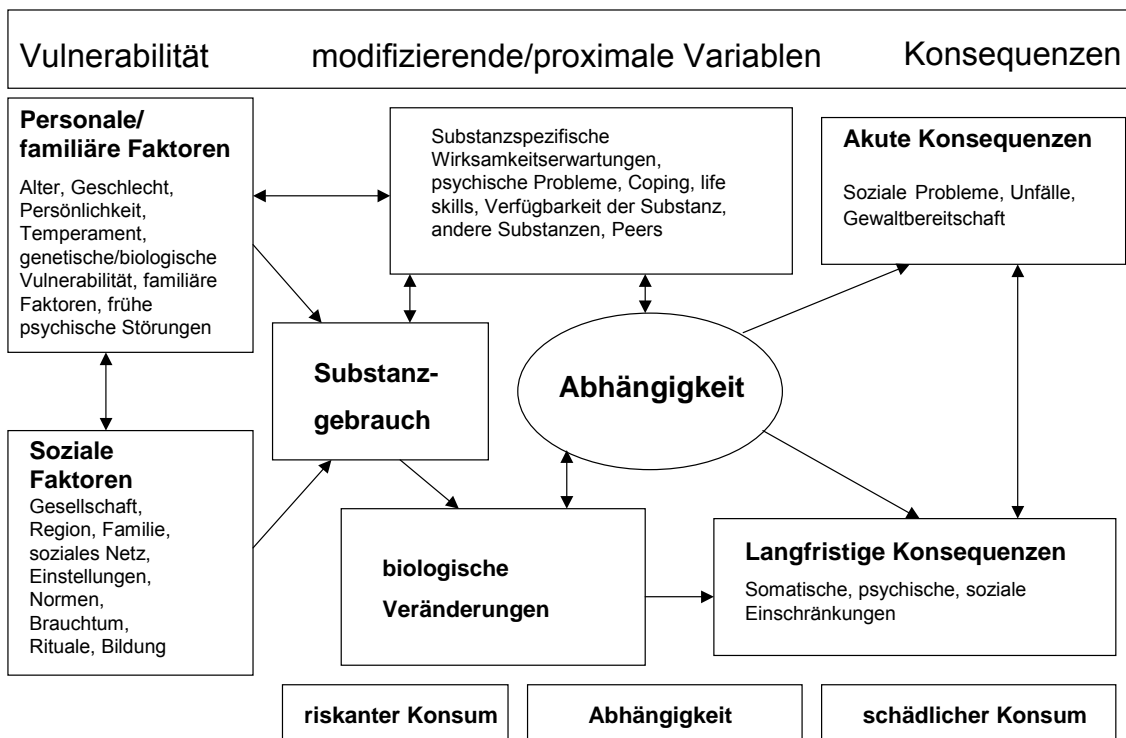 Vulnerabilität modifizierende/proximale Variablen Konsequenzen
Personale/
familiäre Faktoren
Alter, Geschlecht,
Persönlichkeit,
Temperament,
genetische/biologische
Vulnerabilität, familiäre
Faktoren, frühe
psychische Störungen
Substanzspezifische
Wirksamkeitserwartungen,
psychische Probleme, Coping, life
skills, Verfügbarkeit der Substanz,
andere Substanzen, Peers
Akute Konsequenzen
Soziale Probleme, Unfälle,
Gewaltbereitschaft
Substanz-
gebrauch
Abhängigkeit
Soziale
Faktoren
Gesellschaft,
Region, Familie,
soziales Netz,
Einstellungen,
Normen,
Brauchtum,
Rituale, Bildung
biologische
Veränderungen
Langfristige Konsequenzen
Somatische, psychische, soziale
Einschränkungen
riskanter Konsum
Abhängigkeit
schädlicher Konsum